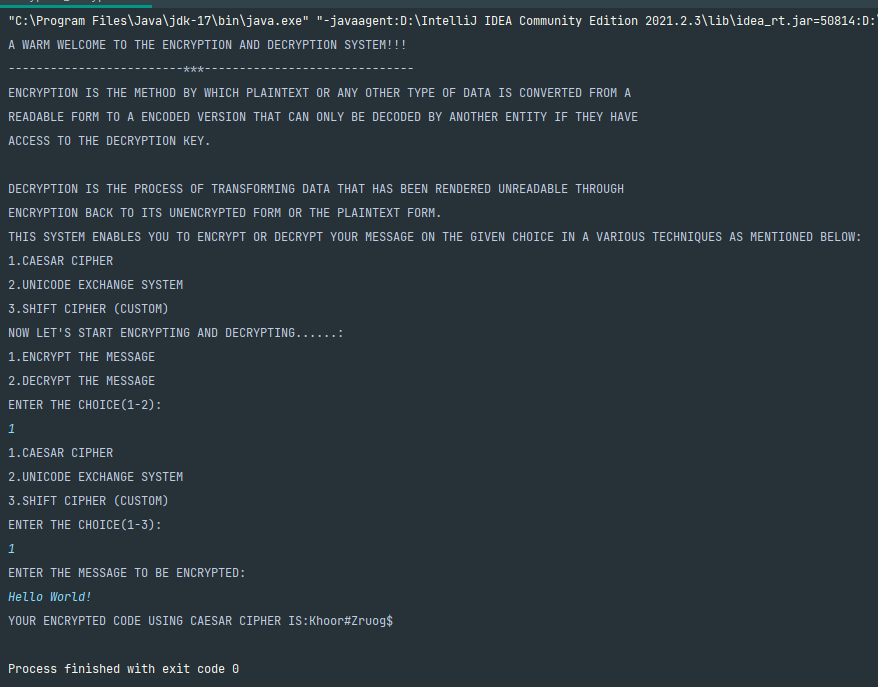 "C:\Program Files\Java\jdk-17\bin\java.exe" "-javaagent:D:\IntelliJ IDEA Community Edition 2021.2.3\lib\idea_rt.jar=50814:D:
A WARM WELCOME TO THE ENCRYPTION AND DECRYPTION SYSTEM!!!
-------------------------***------------------------------
ENCRYPTION IS THE METHOD BY WHICH PLAINTEXT OR ANY OTHER TYPE OF DATA IS CONVERTED FROM A
READABLE FORM TO A ENCODED VERSION THAT CAN ONLY BE DECODED BY ANOTHER ENTITY IF THEY HAVE
ACCESS TO THE DECRYPTION KEY.
DECRYPTION IS THE PROCESS OF TRANSFORMING DATA THAT HAS BEEN RENDERED UNREADABLE THROUGH
ENCRYPTION BACK TO ITS UNENCRYPTED FORM OR THE PLAINTEXT FORM.
THIS SYSTEM ENABLES YOU TO ENCRYPT OR DECRYPT YOUR MESSAGE ON THE GIVEN CHOICE IN A VARIOUS TECHNIQUES AS MENTIONED BELOW:
1.CAESAR CIPHER
2.UNICODE EXCHANGE SYSTEM
3.SHIFT CIPHER (CUSTOM)
NOW LET'S START ENCRYPTING AND DECRYPTING......:
1.ENCRYPT THE MESSAGE
2.DECRYPT THE MESSAGE
ENTER THE CHOICE(1-2):
1
1.CAESAR CIPHER
2.UNICODE EXCHANGE SYSTEM
3.SHIFT CIPHER (CUSTOM)
ENTER THE CHOICE(1-3):
1
ENTER THE MESSAGE TO BE ENCRYPTED:
Hello World!
YOUR ENCRYPTED CODE USING CAESAR CIPHER IS:Khoor#Zruog$
Process finished with exit code 0